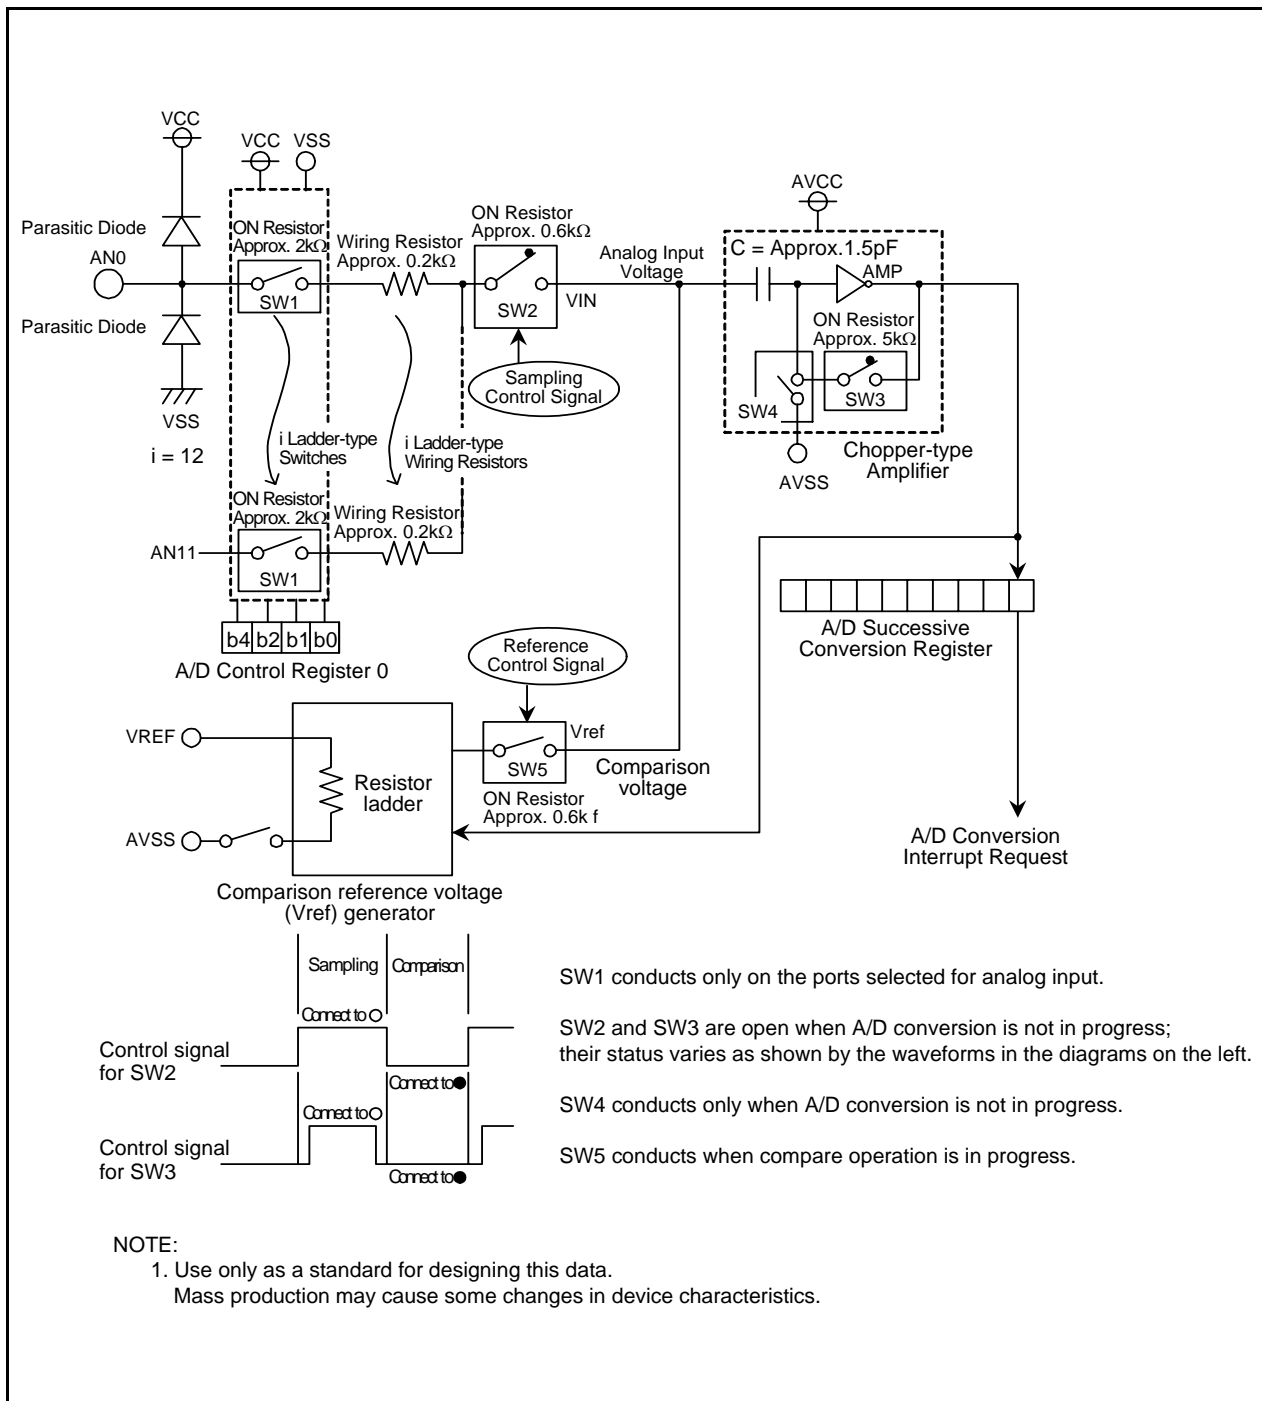 VCC
VCC VSS
AVCC
Parasitic Diode
AN0
Parasitic Diode
VSS
i = 12
ON Resistor
Approx. 2kΩ
SW1
Wiring Resistor
Approx. 0.2kΩ
ON Resistor
Approx. 0.6kΩ
SW2
VIN
Analog Input
Voltage
C = Approx.1.5pF
AMP
ON Resistor
Approx. 5kΩ
SW3
SW4
AVSS
Chopper-type
Amplifier
Sampling
Control Signal
i Ladder-type
Switches
i Ladder-type
Wiring Resistors
ON Resistor
Approx. 2kΩ
SW1
Wiring Resistor
Approx. 0.2kΩ
AN11
b4 b2 b1 b0
A/D Control Register 0
A/D Successive
Conversion Register
Reference
Control Signal
VREF
AVSS
Resistor
ladder
Vref
SW5
ON Resistor
Approx. 0.6k f
Comparison
voltage
A/D Conversion
Interrupt Request
Comparison reference voltage
(Vref) generator
Sampling Comparison
Connect to
Control signal
for SW2
Connect to
Connect to
Control signal
for SW3
Connect to
SW1 conducts only on the ports selected for analog input.
SW2 and SW3 are open when A/D conversion is not in progress;
their status varies as shown by the waveforms in the diagrams on the left.
SW4 conducts only when A/D conversion is not in progress.
SW5 conducts when compare operation is in progress.
NOTE:
1. Use only as a standard for designing this data.
Mass production may cause some changes in device characteristics.